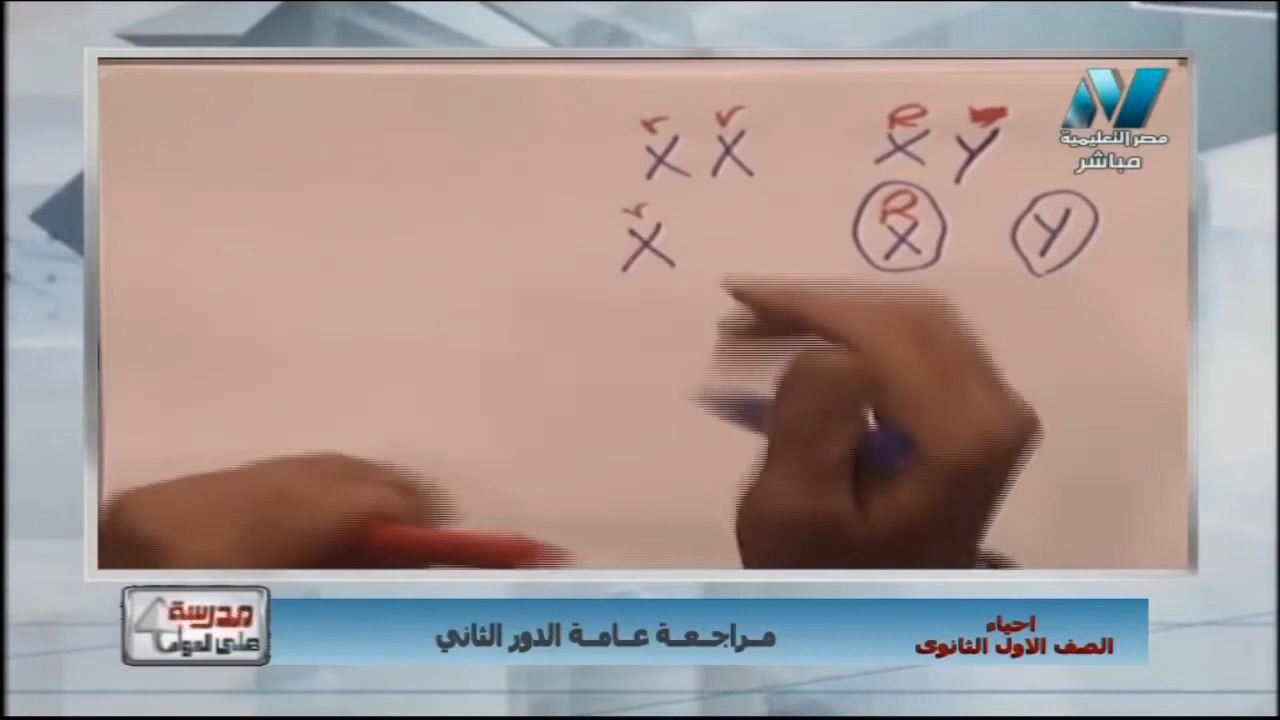 r r R
X X X Y
مصر التعليمية
مباشر
r R
X X Y
مدرسة
على الهواء
احياء
مراجعة عامة الدور الثاني
الصف الاول الثانوى